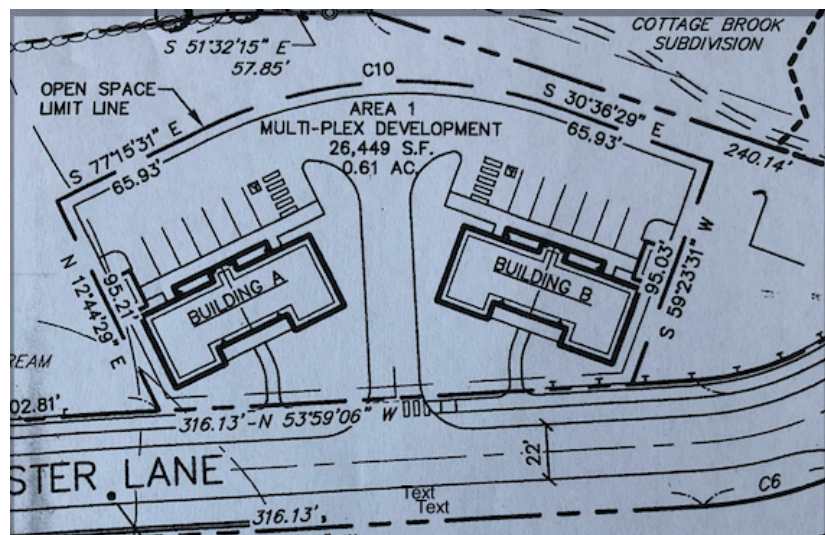 COTTAGE BROOK
SUBDIVISION
S 51°32'15" E
57.85'
C10
OPEN SPACE
LIMIT LINE
S 30°36'29" E
65.93'
AREA 1
MULTI-PLEX DEVELOPMENT
26,449 S.F.
0.61 AC.
S 77°15'31" E
65.93'
240.14'
N 12°44'29" E
95.21'
BUILDING A
BUILDING B
95.03'
S 59°23'31" W
REAM
02.81'
316.13'-N 53°59'06" W
22'
STER LANE
C6
Text
Text
316.13'